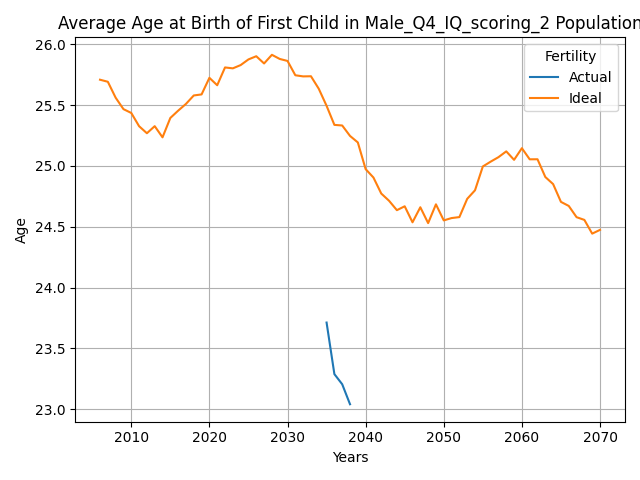 Average Age at Birth of First Child in Male_Q4_IQ_scoring_2 Population
26.0
25.5
25.0
24.5
24.0
23.5
23.0
Age
Fertility
Actual
Ideal
2010 2020 2030 2040 2050 2060 2070
Years